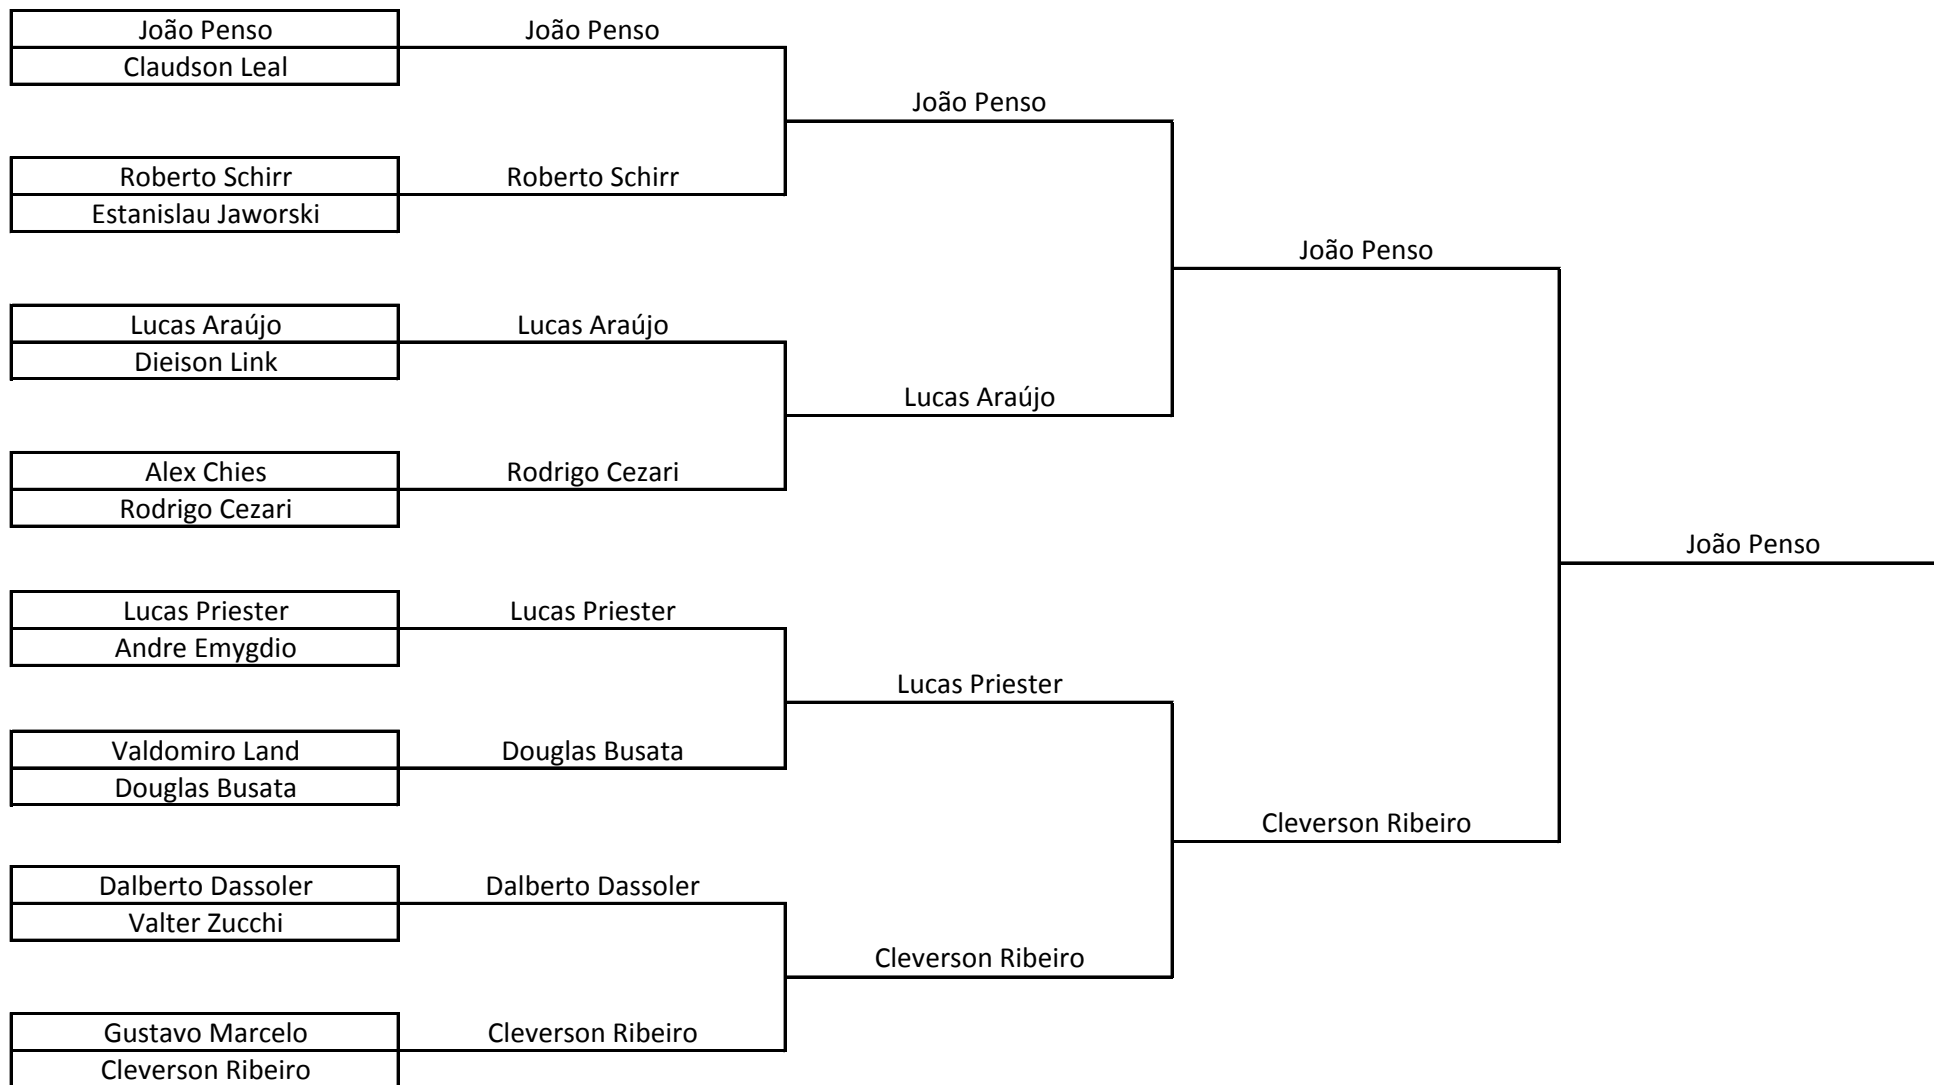 João Penso
João Penso
Claudson Leal
João Penso
Roberto Schirr
Roberto Schirr
Estanislau Jaworski
João Penso
Lucas Araújo
Lucas Araújo
Dieison Link
Lucas Araújo
Alex Chies
Rodrigo Cezari
Rodrigo Cezari
João Penso
Lucas Priester
Lucas Priester
Andre Emygdio
Lucas Priester
Valdomiro Land
Douglas Busata
Douglas Busata
Cleverson Ribeiro
Dalberto Dassoler
Dalberto Dassoler
Valter Zucchi
Cleverson Ribeiro
Gustavo Marcelo
Cleverson Ribeiro
Cleverson Ribeiro